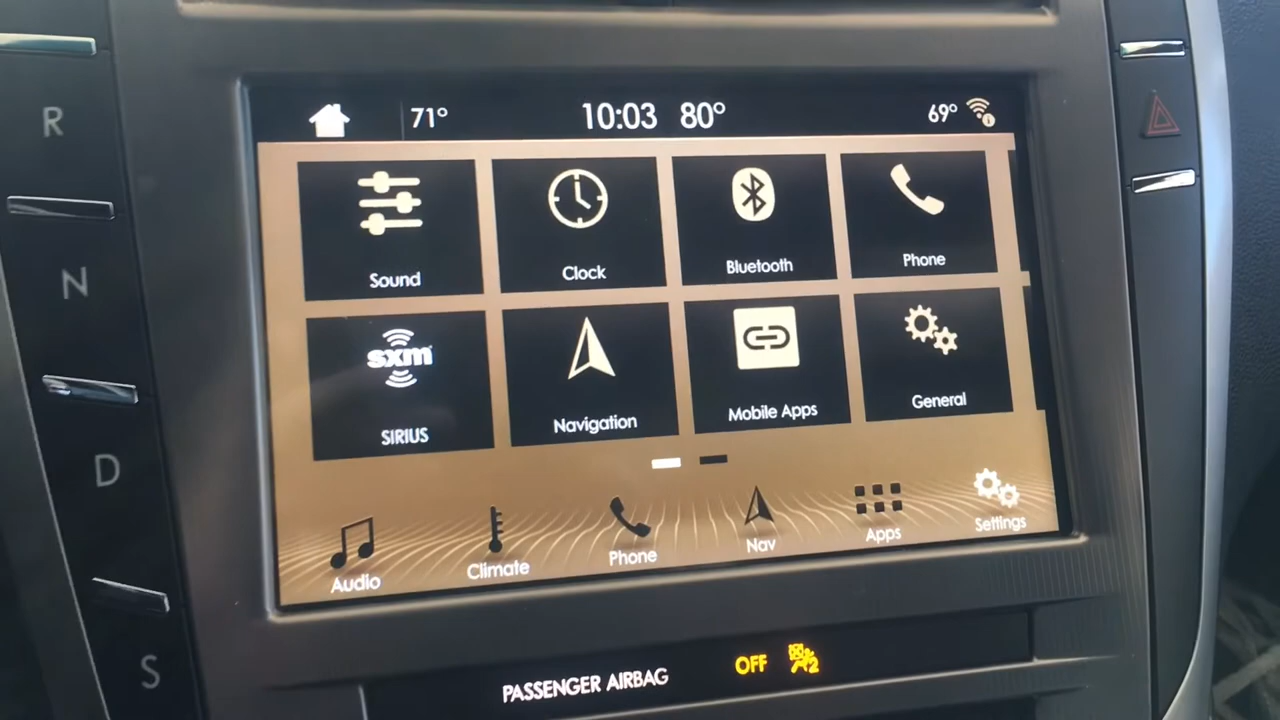 R
N
D
S
71° 10:03 80° 69°
Sound Clock Bluetooth Phone
sxm
SIRIUS Navigation Mobile Apps General
Audio Climate Phone Nav Apps Settings
PASSENGER AIRBAG OFF 2